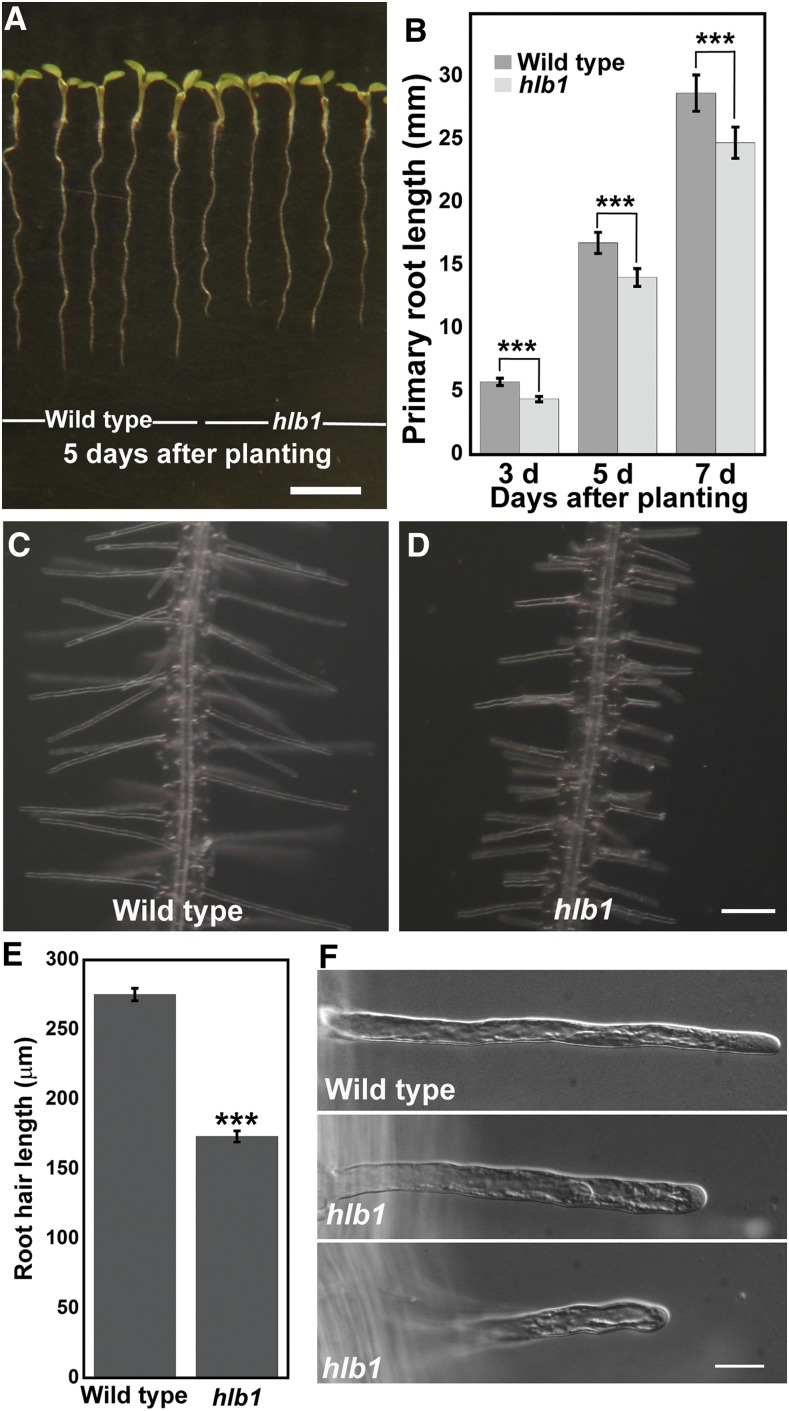 A
Wild type
hlb1
5 days after planting
B
Primary root length (mm)
30
25
20
15
10
5
0
Wild type
hlb1
***
***
***
3 d
5 d
7 d
Days after planting
C
Wild type
D
hlb1
E
Root hair length (μm)
300
250
200
150
100
50
0
***
Wild type
hlb1
F
Wild type
hlb1
hlb1